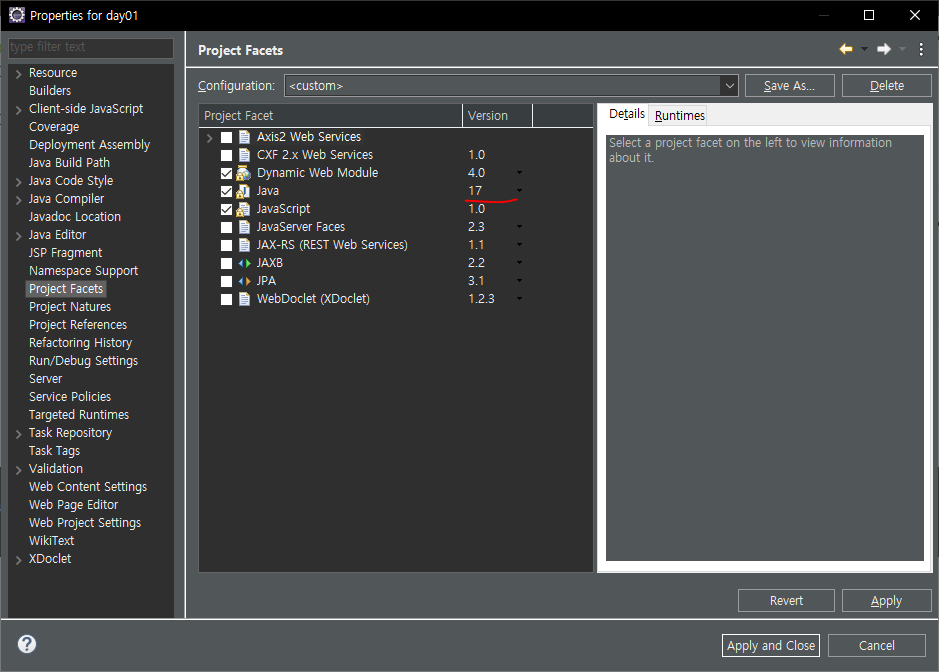 Properties for day01
type filter text
Resource
Builders
Client-side JavaScript
Coverage
Deployment Assembly
Java Build Path
Java Code Style
Java Compiler
Javadoc Location
Java Editor
JSP Fragment
Namespace Support
Project Facets
Project Natures
Project References
Refactoring History
Run/Debug Settings
Server
Service Policies
Targeted Runtimes
Task Repository
Task Tags
Validation
Web Content Settings
Web Page Editor
Web Project Settings
WikiText
XDoclet
Project Facets
Configuration: <custom> Save As... Delete
Project Facet Version
Axis2 Web Services
CXF 2.x Web Services 1.0
Dynamic Web Module 4.0
Java 17
JavaScript 1.0
JavaServer Faces 2.3
JAX-RS (REST Web Services) 1.1
JAXB 2.2
JPA 3.1
WebDoclet (XDoclet) 1.2.3
Details Runtimes
Select a project facet on the left to view information
about it.
Revert Apply
? Apply and Close Cancel